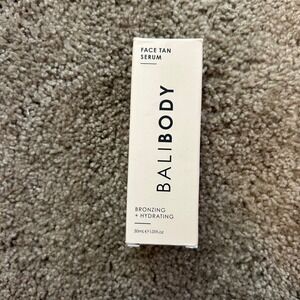 FACE TAN
SERUM
BALIBODY
BRONZING
+ HYDRATING
30mL ℮ 1.01fl.oz